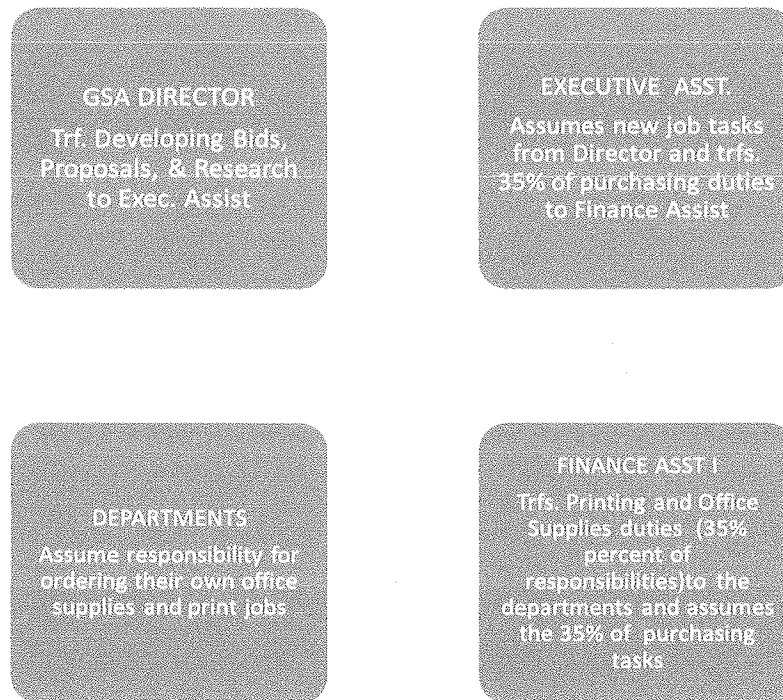 GSA DIRECTOR
Trf. Developing Bids,
Proposals, & Research
to Exec. Assist
EXECUTIVE ASST.
Assumes new job tasks
from Director and trfs.
35% of purchasing duties
to Finance Assist
DEPARTMENTS
Assume responsibility for
ordering their own office
supplies and print jobs
FINANCE ASST I
Trfs. Printing and Office
Supplies duties (35%
percent of
responsibilities)to the
departments and assumes
the 35% of purchasing
tasks